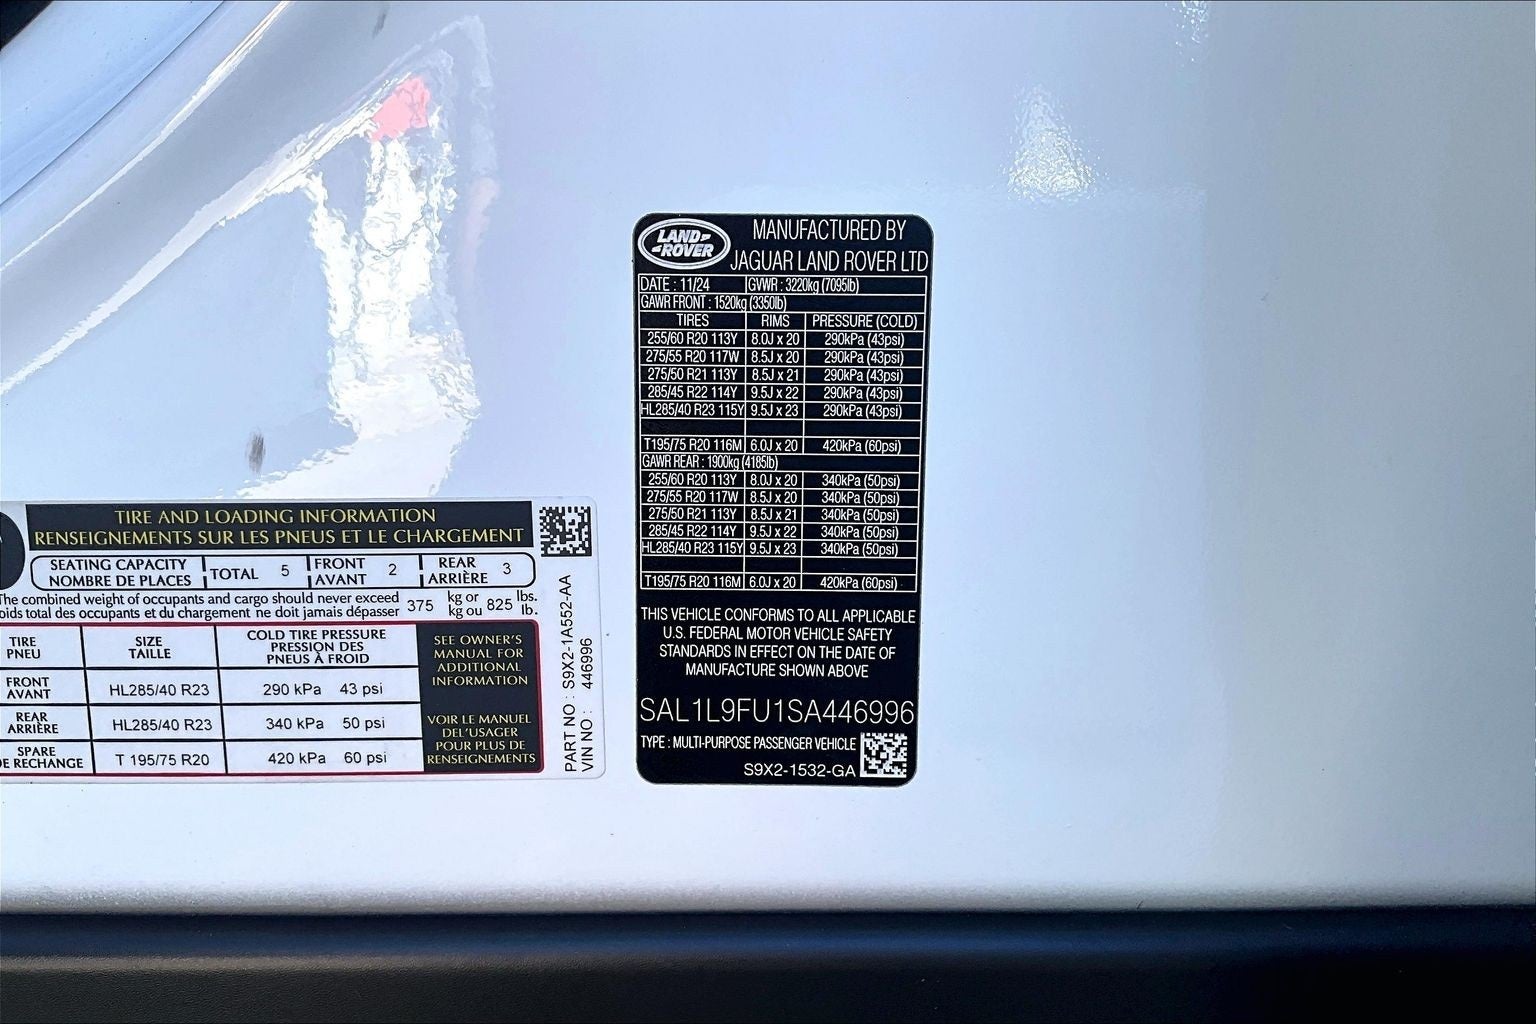 TIRE AND LOADING INFORMATION
RENSEIGNEMENTS SUR LES PNEUS ET LE CHARGEMENT
SEATING CAPACITY
NOMBRE DE PLACES
TOTAL 5
FRONT
AVANT 2
REAR
ARRIÈRE 3
The combined weight of occupants and cargo should never exceed
total des occupants et du chargement ne doit jamais dépasser
375 kg or
kg ou 825 lbs.
lb.
TIRE
PNEU
SIZE
TAILLE
COLD TIRE PRESSURE
PRESSION DES
PNEUS À FROID
FRONT
AVANT
HL285/40 R23 290 kPa 43 psi
REAR
ARRIÈRE
HL285/40 R23 340 kPa 50 psi
SPARE
DE RECHANGE
T 195/75 R20 420 kPa 60 psi
SEE OWNER'S
MANUAL FOR
ADDITIONAL
INFORMATION
VOIR LE MANUEL
DEL'USAGER
POUR PLUS DE
RENSEIGNEMENTS
PART NO : S9X2-1A552-AA
VIN NO : 446996
LAND
ROVER
MANUFACTURED BY
JAGUAR LAND ROVER LTD
DATE : 11/24 GVWR : 3220kg (7095lb)
GAWR FRONT : 1520kg (3350lb)
TIRES RIMS PRESSURE (COLD)
255/60 R20 113Y 8.0J x 20 290kPa (43psi)
275/55 R20 117W 8.5J x 20 290kPa (43psi)
275/50 R21 113Y 8.5J x 21 290kPa (43psi)
285/45 R22 114Y 9.5J x 22 290kPa (43psi)
HL285/40 R23 115Y 9.5J x 23 290kPa (43psi)
T195/75 R20 116M 6.0J x 20 420kPa (60psi)
GAWR REAR : 1900kg (4185lb)
255/60 R20 113Y 8.0J x 20 340kPa (50psi)
275/55 R20 117W 8.5J x 20 340kPa (50psi)
275/50 R21 113Y 8.5J x 21 340kPa (50psi)
285/45 R22 114Y 9.5J x 22 340kPa (50psi)
HL285/40 R23 115Y 9.5J x 23 340kPa (50psi)
T195/75 R20 116M 6.0J x 20 420kPa (60psi)
THIS VEHICLE CONFORMS TO ALL APPLICABLE
U.S. FEDERAL MOTOR VEHICLE SAFETY
STANDARDS IN EFFECT ON THE DATE OF
MANUFACTURE SHOWN ABOVE
SAL1L9FU1SA446996
TYPE : MULTI-PURPOSE PASSENGER VEHICLE
S9X2-1532-GA